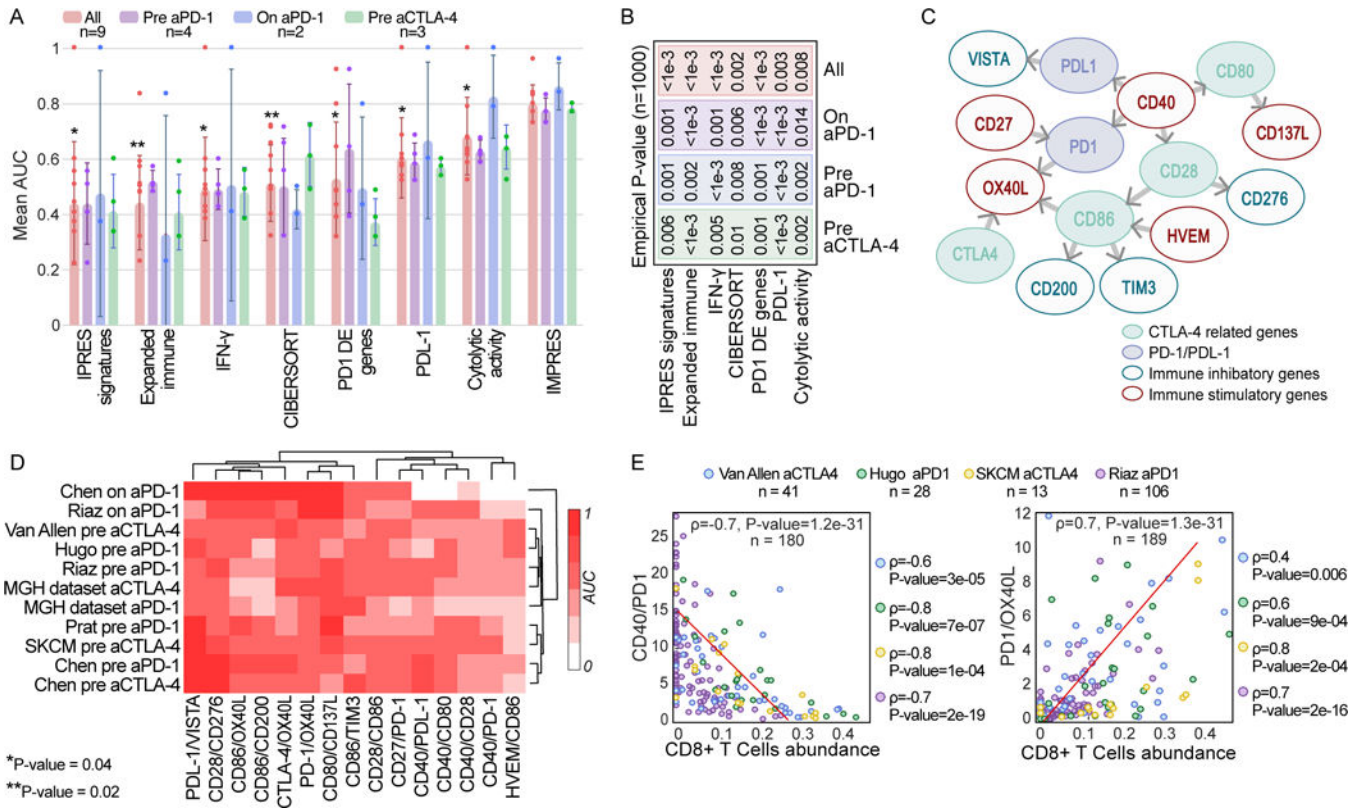 A
All
Pre aPD-1
On aPD-1
Pre aCTLA-4
n=9
n=4
n=2
n=3
Mean AUC
1
0.8
0.6
0.4
0.2
0
*
**
*
**
*
*
*
IPRES signatures
Expanded immune
IFN-γ
CIBERSORT
PD1 DE genes
PDL-1
Cytolytic activity
IMPRES
B
Empirical P-value (n=1000)
<1e-3 <1e-3 <1e-3 0.002 <1e-3 0.003 0.008 All
0.001 <1e-3 0.001 0.006 <1e-3 <1e-3 0.014 On aPD-1
0.001 0.002 <1e-3 0.008 0.001 <1e-3 0.002 Pre aPD-1
0.006 <1e-3 0.005 0.01 0.001 <1e-3 0.002 Pre aCTLA-4
IPRES signatures
Expanded immune
IFN-γ
CIBERSORT
PD1 DE genes
PDL-1
Cytolytic activity
C
VISTA
PDL1
CD80
CD40
CD27
CD137L
PD1
CD28
OX40L
CD276
CD86
HVEM
CTLA4
CD200
TIM3
CTLA-4 related genes
PD-1/PDL-1
Immune inhibatory genes
Immune stimulatory genes
D
Chen on aPD-1
Riaz on aPD-1
Van Allen pre aCTLA-4
Hugo pre aPD-1
Riaz pre aPD-1
MGH dataset aCTLA-4
MGH dataset aPD-1
Prat pre aPD-1
SKCM pre aCTLA-4
Chen pre aPD-1
Chen pre aCTLA-4
1
AUC
0
PDL-1/VISTA
CD28/CD276
CD86/OX40L
CD86/CD200
CTLA-4/OX40L
PD-1/OX40L
CD80/CD137L
CD86/TIM3
CD28/CD86
CD27/PD-1
CD40/PDL-1
CD40/CD80
CD40/CD28
CD40/PD-1
HVEM/CD86
*P-value = 0.04
**P-value = 0.02
E
Van Allen aCTLA4
n = 41
Hugo aPD1
n = 28
SKCM aCTLA4
n = 13
Riaz aPD1
n = 106
ρ=-0.7, P-value=1.2e-31
n = 180
CD40/PD1
25
20
15
10
5
0
0 0.1 0.2 0.3 0.4
CD8+ T Cells abundance
ρ=-0.6
P-value=3e-05
ρ=-0.8
P-value=7e-07
ρ=-0.8
P-value=1e-04
ρ=-0.7
P-value=2e-19
ρ=0.7, P-value=1.3e-31
n = 189
PD1/OX40L
12
10
8
6
4
2
0
0 0.1 0.2 0.3 0.4
CD8+ T Cells abundance
ρ=0.4
P-value=0.006
ρ=0.6
P-value=9e-04
ρ=0.8
P-value=2e-04
ρ=0.7
P-value=2e-16